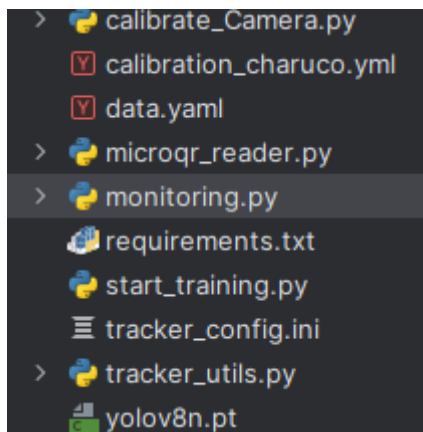 calibrate_Camera.py
calibration_charuco.yml
data.yaml
microqr_reader.py
monitoring.py
requirements.txt
start_training.py
tracker_config.ini
tracker_utils.py
yolov8n.pt